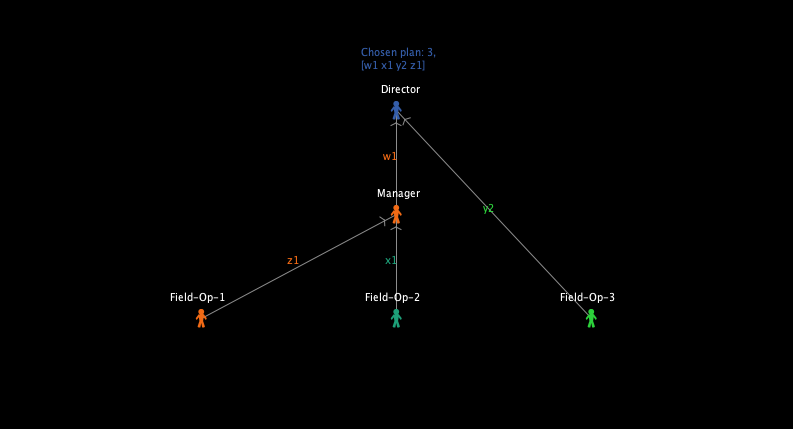 Chosen plan: 3,
[w1 x1 y2 z1]
Director
w1
Manager
y2
z1
x1
Field-Op-1
Field-Op-2
Field-Op-3